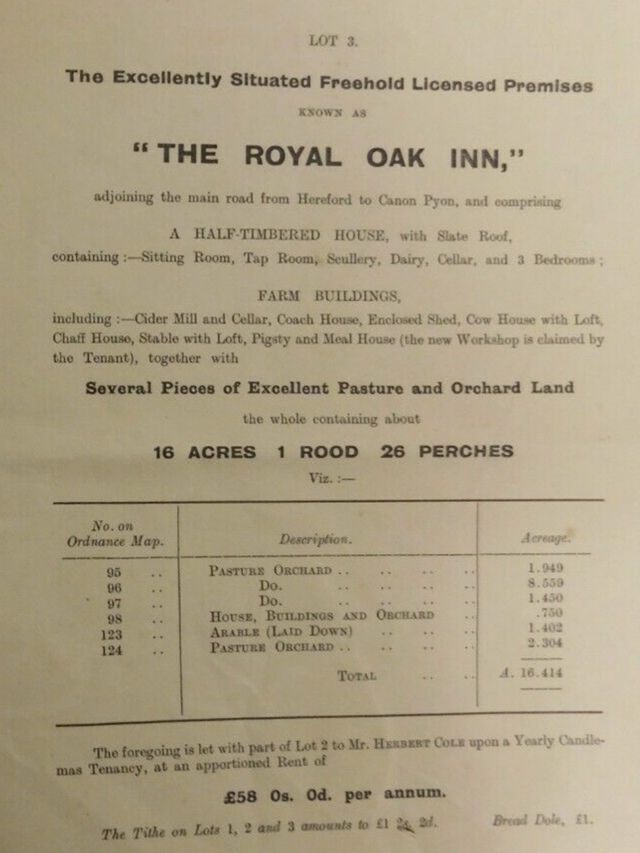 LOT 3.
The Excellently Situated Freehold Licensed Premises
KNOWN AS
"THE ROYAL OAK INN,"
adjoining the main road from Hereford to Canon Pyon, and comprising
A HALF-TIMBERED HOUSE, with Slate Roof,
containing :—Sitting Room, Tap Room, Scullery, Dairy, Cellar, and 3 Bedrooms ;
FARM BUILDINGS,
including :—Cider Mill and Cellar, Coach House, Enclosed Shed, Cow House with Loft,
Chaff House, Stable with Loft, Pigsty and Meal House (the new Workshop is claimed by
the Tenant), together with
Several Pieces of Excellent Pasture and Orchard Land
the whole containing about
16 ACRES 1 ROOD 26 PERCHES
Viz. :—
No. on
Ordnance Map. Description. Acreage.
95 .. PASTURE ORCHARD .. .. .. .. 1.949
96 .. Do. .. .. .. .. 8.559
97 .. Do. .. .. .. .. 1.450
98 .. HOUSE, BUILDINGS AND ORCHARD .. .750
123 .. ARABLE (LAID DOWN) .. .. .. 1.402
124 .. PASTURE ORCHARD .. .. .. .. 2.304
TOTAL .. .. A. 16.414
The foregoing is let with part of Lot 2 to Mr. HERBERT COLE upon a Yearly Candle-
mas Tenancy, at an apportioned Rent of
£58 0s. 0d. per annum.
The Tithe on Lots 1, 2 and 3 amounts to £1 2d. Bread Dole, £1.